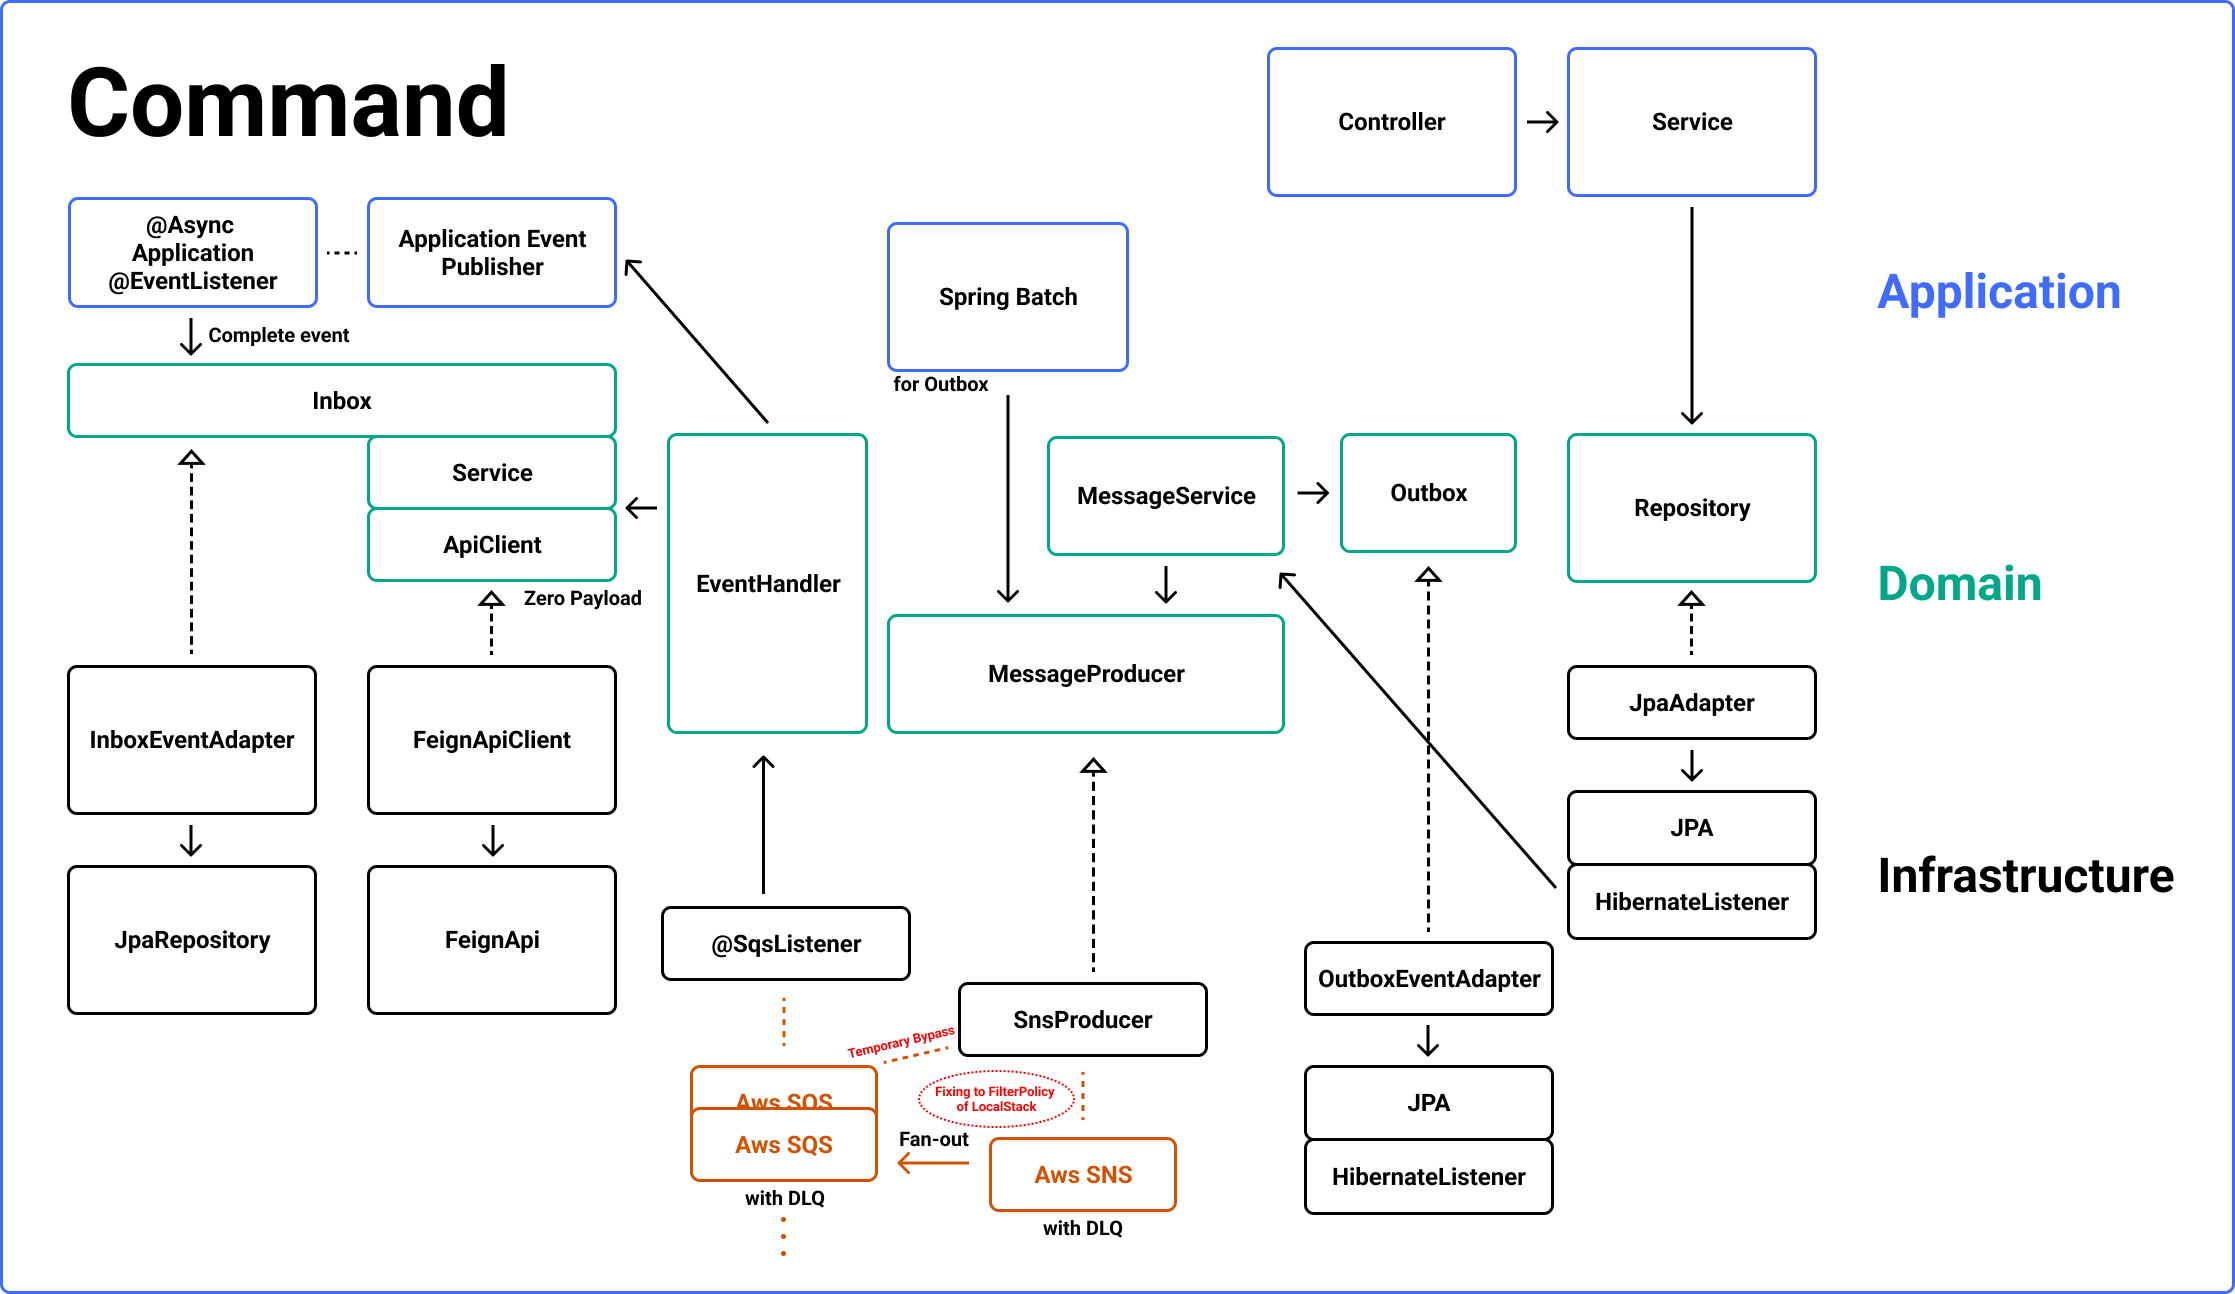 Command
Controller
Service
@Async
Application
@EventListener
Application Event
Publisher
Spring Batch
for Outbox
Application
Complete event
Inbox
Service
ApiClient
Zero Payload
EventHandler
MessageService
Outbox
Repository
Domain
MessageProducer
InboxEventAdapter
FeignApiClient
JpaAdapter
JPA
HibernateListener
Infrastructure
JpaRepository
FeignApi
@SqsListener
OutboxEventAdapter
SnsProducer
Temporary Bypass
Fixing to FilterPolicy
of LocalStack
Aws SQS
Aws SQS
with DLQ
Fan-out
Aws SNS
with DLQ
JPA
HibernateListener